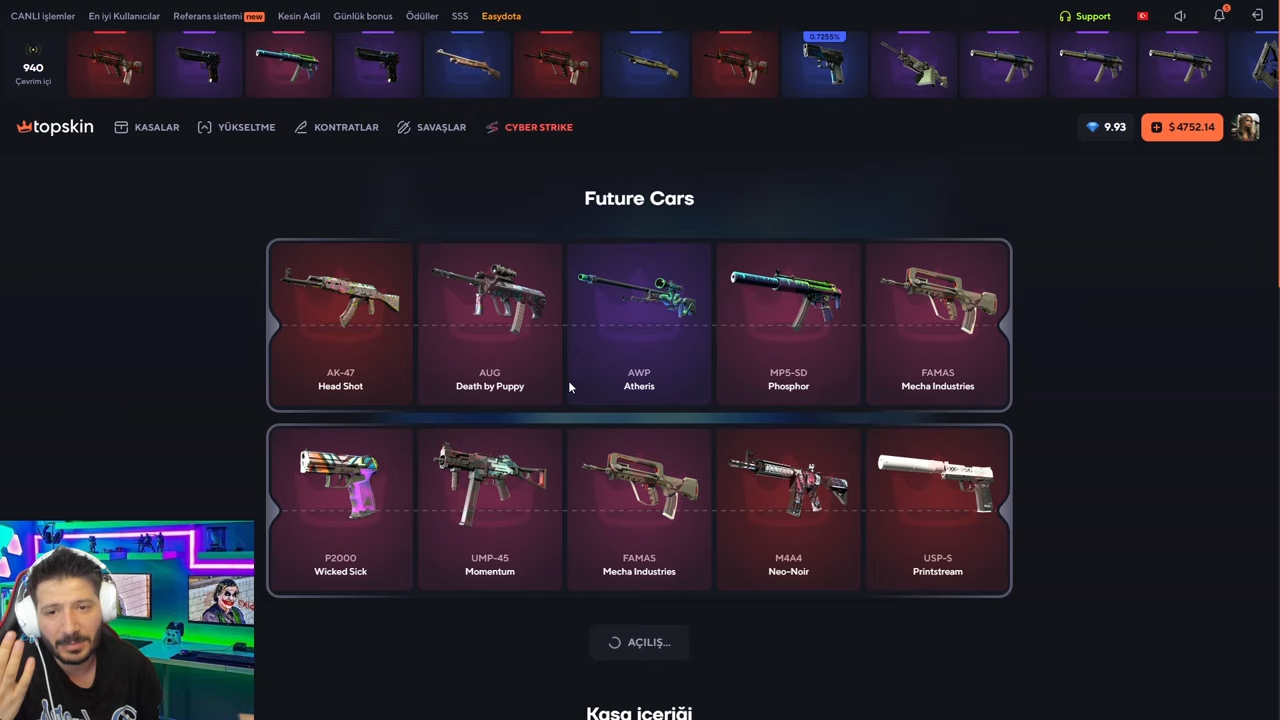 CANLI işlemler En iyi Kullanıcılar Referans sistemi new Kesin Adil Günlük bonus Ödüller SSS Easydota Support 5
940
Çevrim içi
0.7255%
topskin KASALAR YÜKSELTME KONTRATLAR SAVAŞLAR CYBER STRIKE 9.93 $ 4752.14
Future Cars
AK-47 AUG AWP MP5-SD FAMAS
Head Shot Death by Puppy Atheris Phosphor Mecha Industries
P2000 UMP-45 FAMAS M4A4 USP-S
Wicked Sick Momentum Mecha Industries Neo-Noir Printstream
AÇILIŞ...
Kasa içeriği